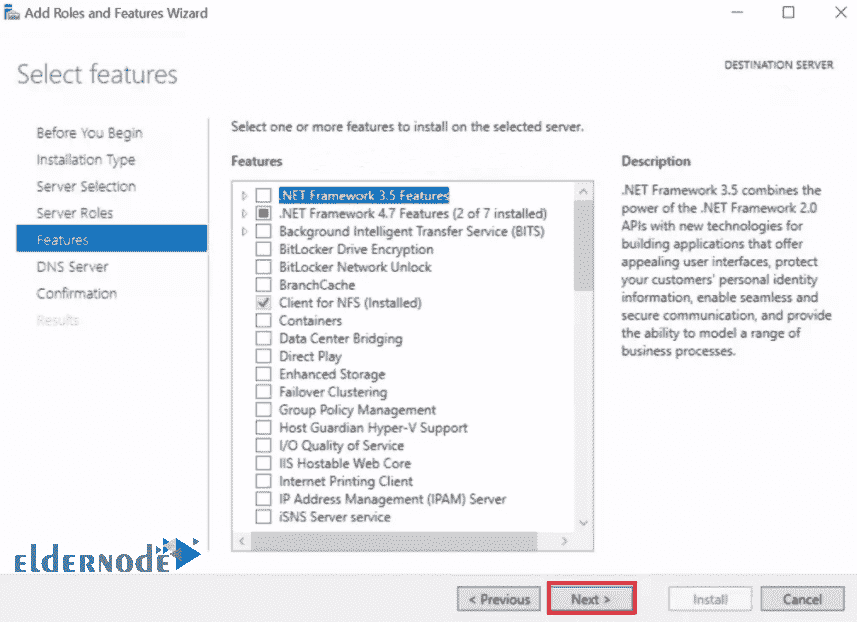 Add Roles and Features Wizard
Select features
DESTINATION SERVER
Before You Begin
Installation Type
Server Selection
Server Roles
Features
DNS Server
Confirmation
Results
Select one or more features to install on the selected server.
Features
.NET Framework 3.5 Features
.NET Framework 4.7 Features (2 of 7 installed)
Background Intelligent Transfer Service (BITS)
BitLocker Drive Encryption
BitLocker Network Unlock
BranchCache
Client for NFS (Installed)
Containers
Data Center Bridging
Direct Play
Enhanced Storage
Failover Clustering
Group Policy Management
Host Guardian Hyper-V Support
I/O Quality of Service
IIS Hostable Web Core
Internet Printing Client
IP Address Management (IPAM) Server
iSNS Server service
Description
.NET Framework 3.5 combines the
power of the .NET Framework 2.0
APIs with new technologies for
building applications that offer
appealing user interfaces, protect
your customers' personal identity
information, enable seamless and
secure communication, and provide
the ability to model a range of
business processes.
ELDERNODE
< Previous
Next >
Install
Cancel